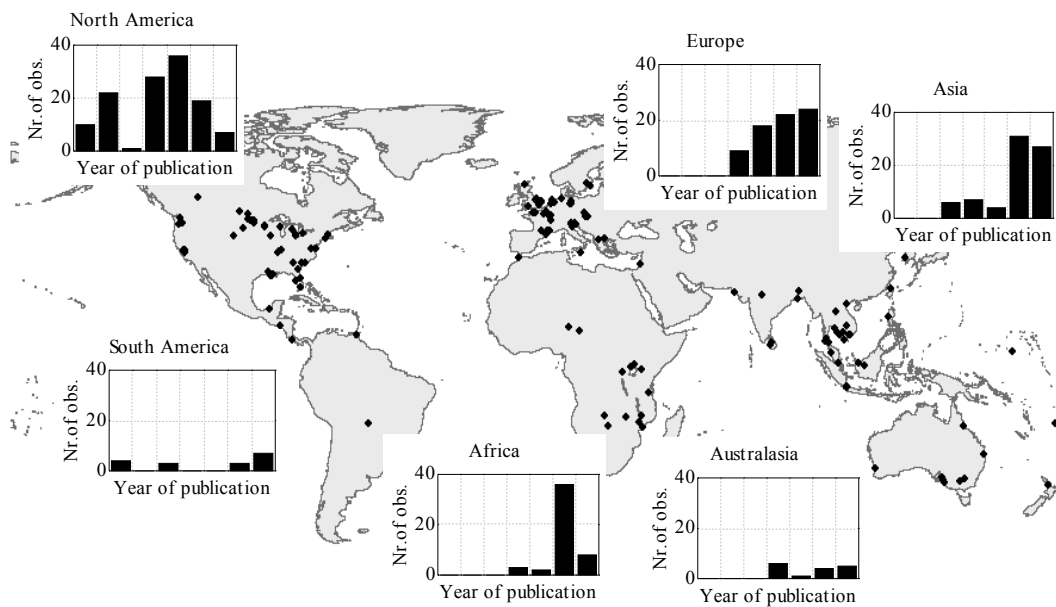 North America
40
20
0
Nr.of obs.
Year of publication
Europe
40
20
0
Nr.of obs.
Year of publication
Asia
40
20
0
Nr.of obs.
Year of publication
South America
40
20
0
Nr.of obs.
Year of publication
Africa
40
20
0
Nr.of obs.
Year of publication
Australasia
40
20
0
Nr.of obs.
Year of publication